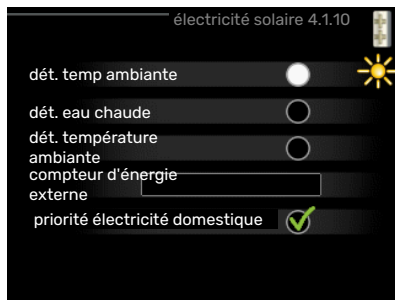 électricité solaire 4.1.10
dét. temp ambiante
dét. eau chaude
dét. température
ambiante
compteur d'énergie
externe
priorité électricité domestique